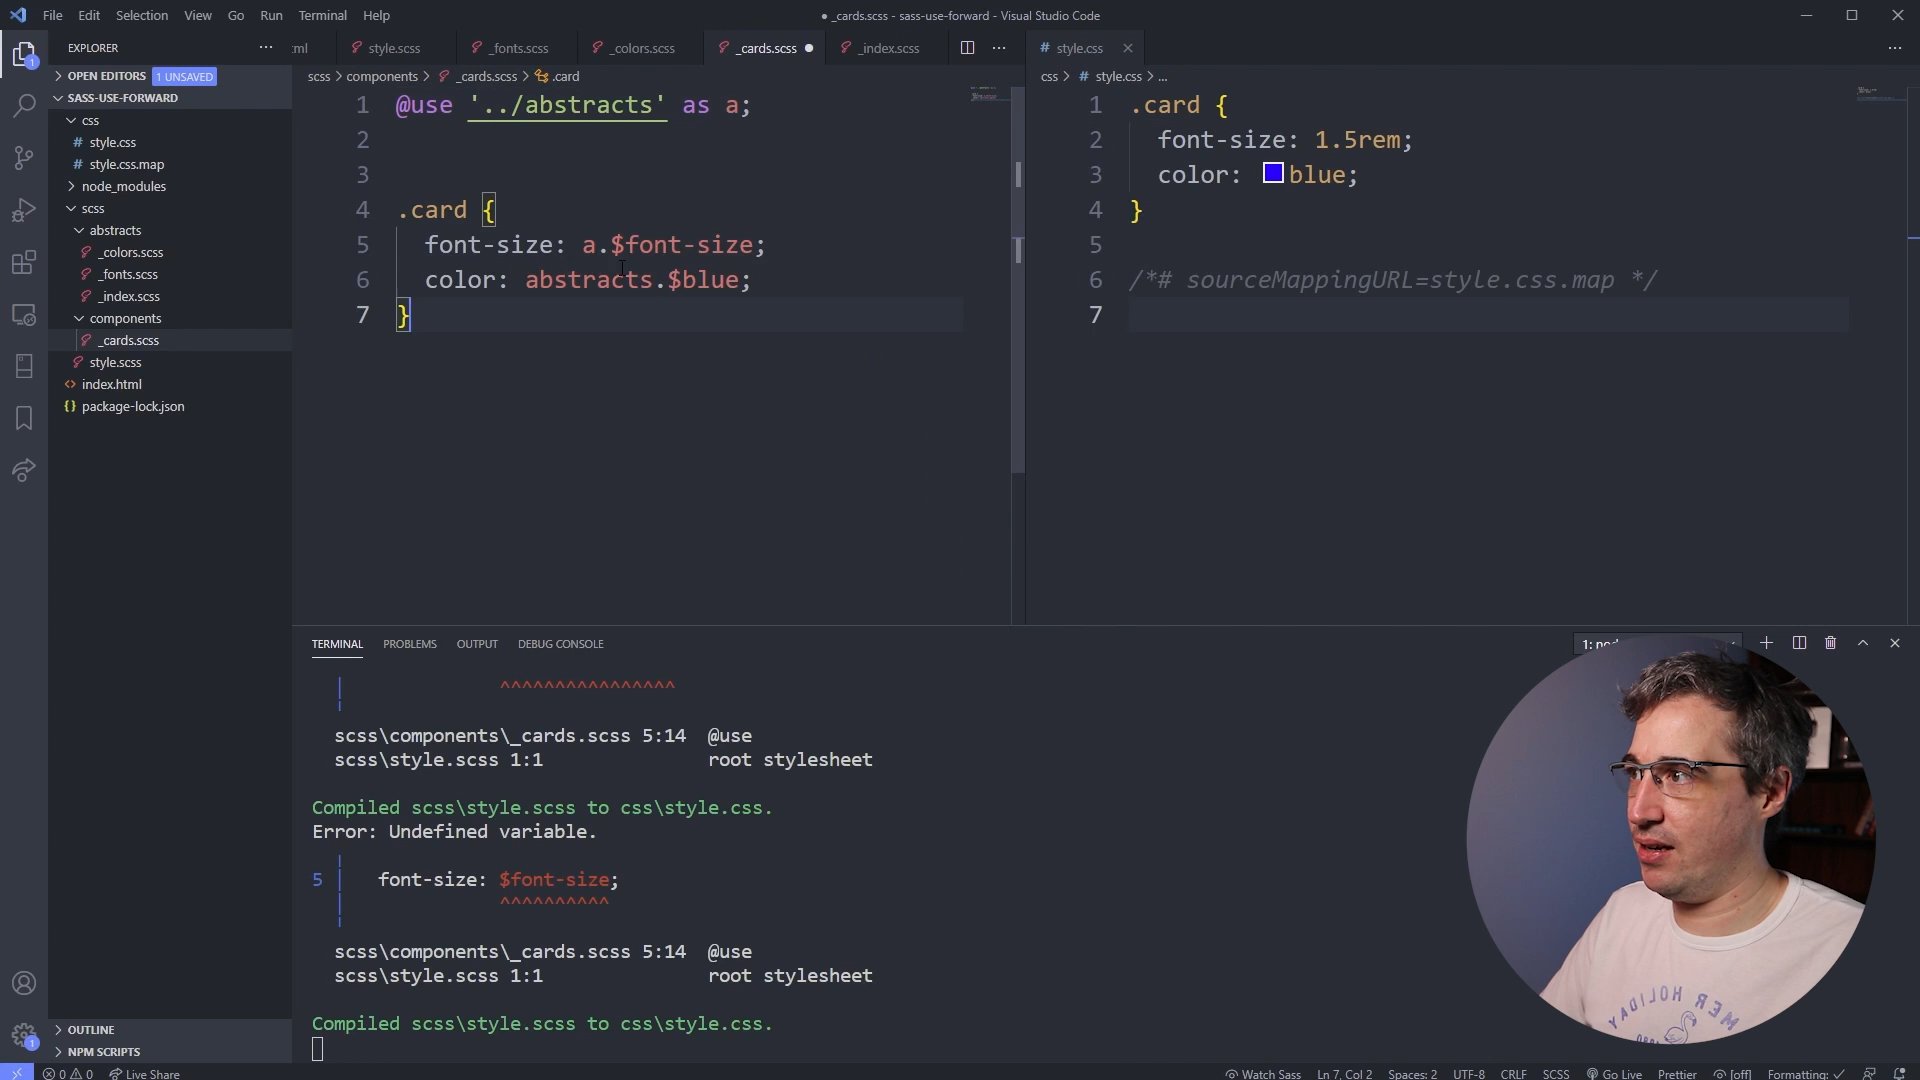 File Edit Selection View Go Run Terminal Help
● _cards.scss - sass-use-forward - Visual Studio Code
EXPLORER
OPEN EDITORS 1 UNSAVED
SASS-USE-FORWARD
css
# style.css
# style.css.map
node_modules
scss
abstracts
_colors.scss
_fonts.scss
_index.scss
components
_cards.scss
style.scss
index.html
{} package-lock.json
OUTLINE
NPM SCRIPTS
1
1
ml style.scss _fonts.scss _colors.scss _cards.scss ● _index.scss
scss > components > _cards.scss > .card
1 @use '../abstracts' as a;
2
3
4 .card {
5 font-size: a.$font-size;
6 color: abstracts.$blue;
7 }
# style.css
css > # style.css > ...
1 .card {
2 font-size: 1.5rem;
3 color: blue;
4 }
5
6 /*# sourceMappingURL=style.css.map */
7
TERMINAL PROBLEMS OUTPUT DEBUG CONSOLE
^^^^^^^^^^^^^^^^
scss\components\_cards.scss 5:14 @use
scss\style.scss 1:1 root stylesheet
Compiled scss\style.scss to css\style.css.
Error: Undefined variable.
5 | font-size: $font-size;
^^^^^^^^^^
scss\components\_cards.scss 5:14 @use
scss\style.scss 1:1 root stylesheet
Compiled scss\style.scss to css\style.css.
0 0 Live Share
Watch Sass Ln 7, Col 2 Spaces: 2 UTF-8 CRLF SCSS Go Live Prettier [off] Formatting: ✓